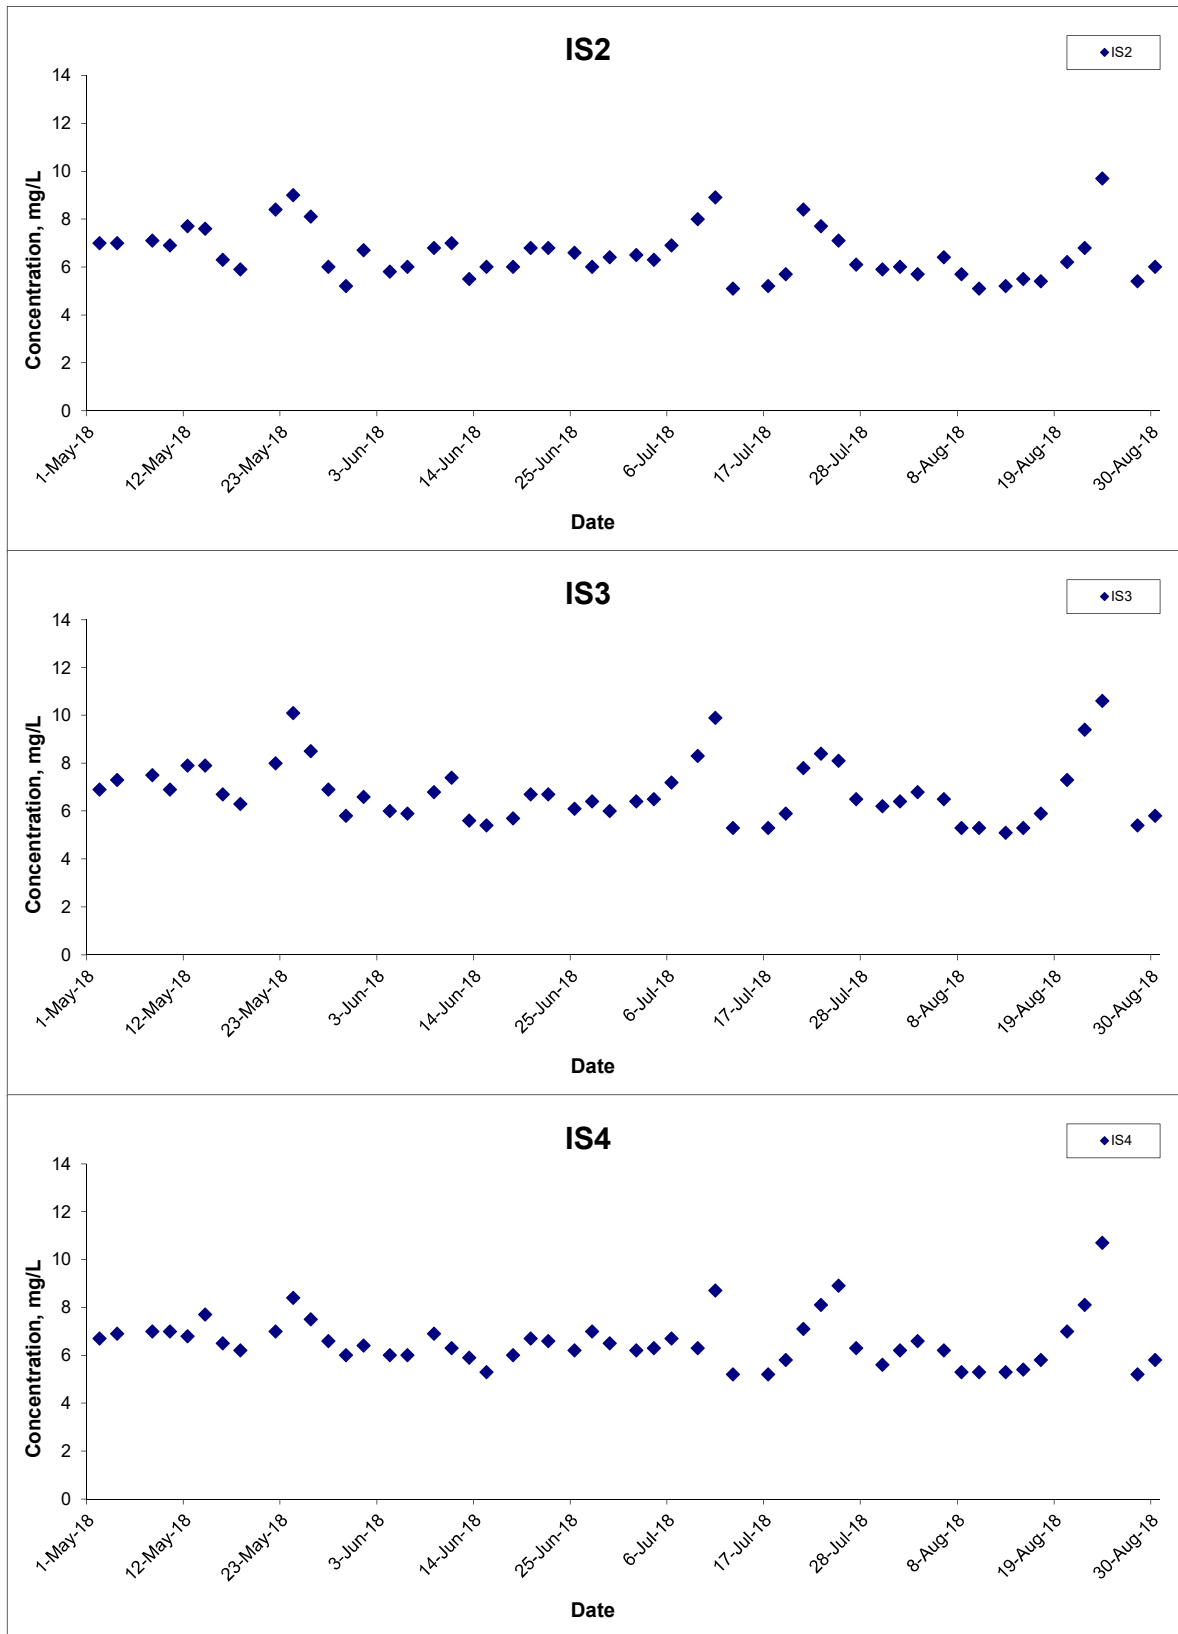 IS2
IS2
14
12
10
8
6
4
2
0
Concentration, mg/L
1-May-18
12-May-18
23-May-18
3-Jun-18
14-Jun-18
25-Jun-18
6-Jul-18
17-Jul-18
28-Jul-18
8-Aug-18
19-Aug-18
30-Aug-18
Date
IS3
IS3
14
12
10
8
6
4
2
0
Concentration, mg/L
1-May-18
12-May-18
23-May-18
3-Jun-18
14-Jun-18
25-Jun-18
6-Jul-18
17-Jul-18
28-Jul-18
8-Aug-18
19-Aug-18
30-Aug-18
Date
IS4
IS4
14
12
10
8
6
4
2
0
Concentration, mg/L
1-May-18
12-May-18
23-May-18
3-Jun-18
14-Jun-18
25-Jun-18
6-Jul-18
17-Jul-18
28-Jul-18
8-Aug-18
19-Aug-18
30-Aug-18
Date